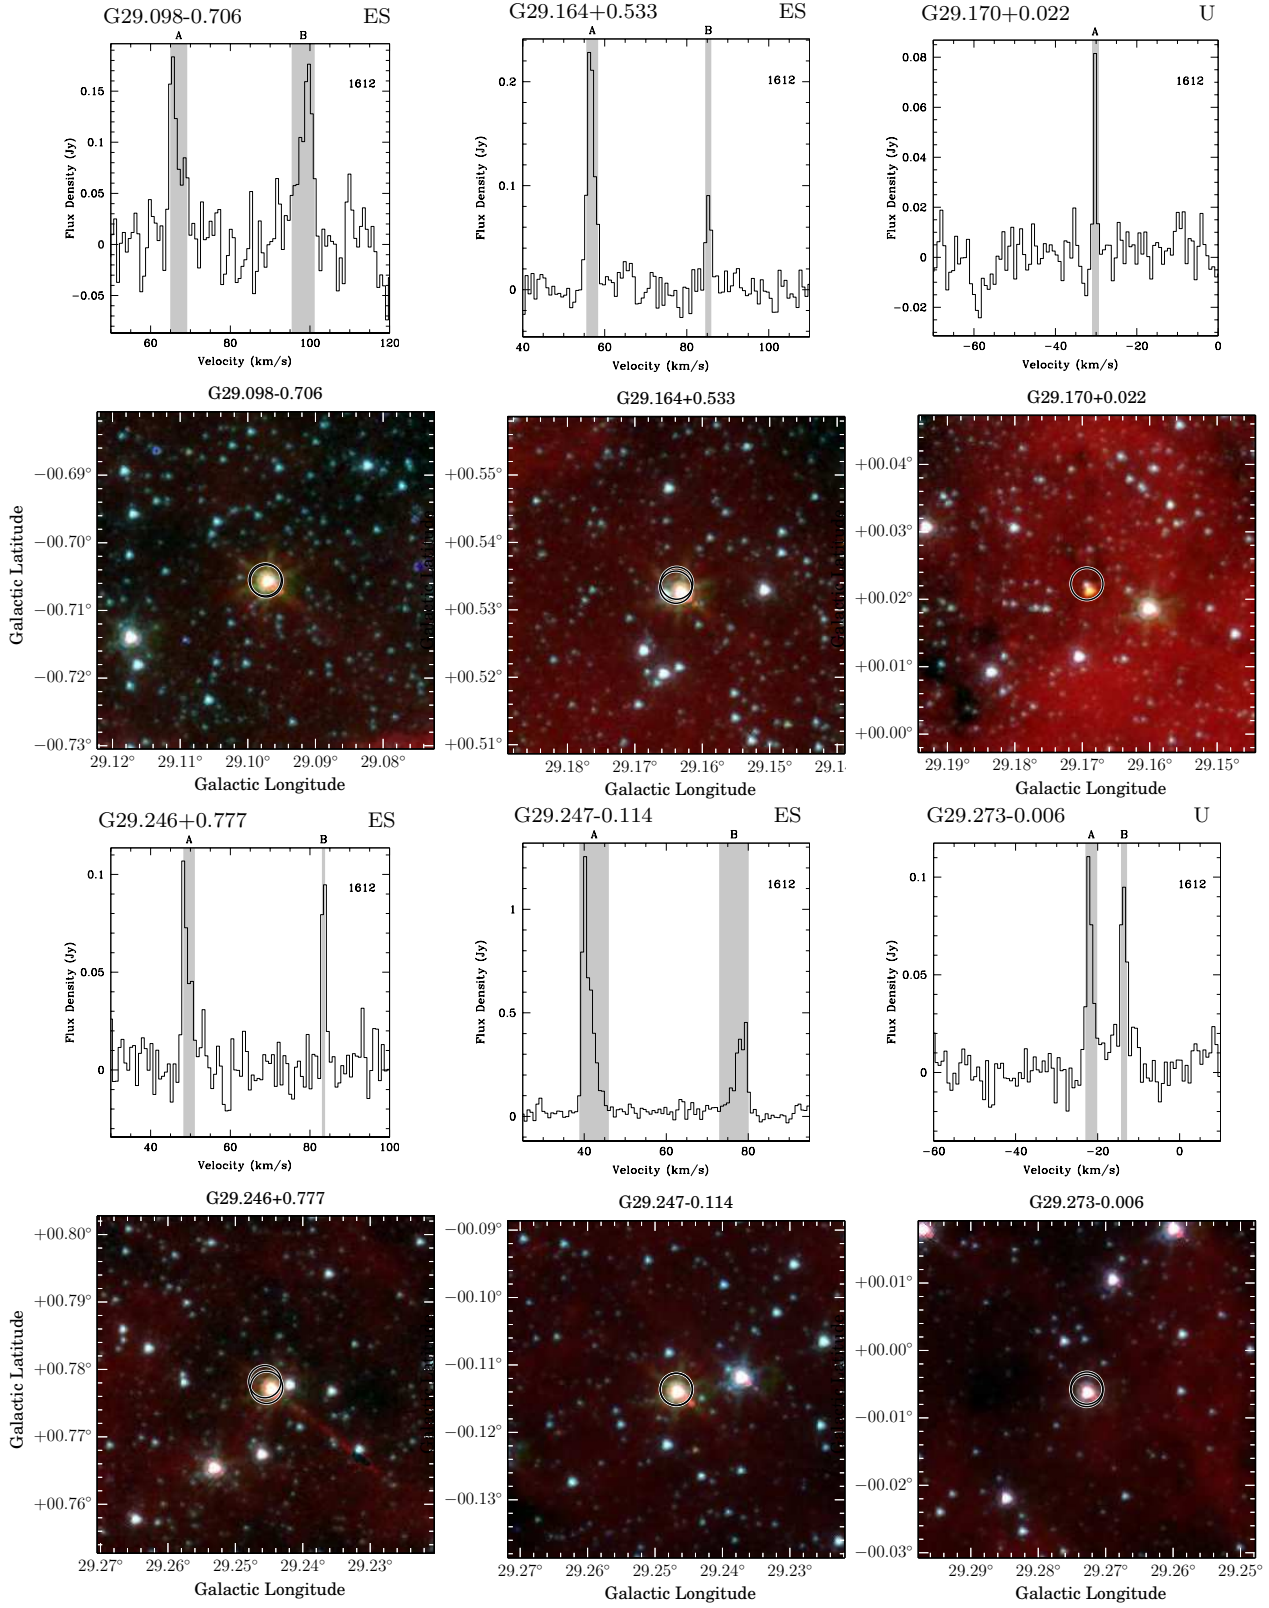 G29.098-0.706 ES
A B
1612
0.15
0.1
0.05
0
−0.05
Flux Density (Jy)
60 80 100 120
Velocity (km/s)
G29.164+0.533 ES
A B
1612
0.2
0.1
0
Flux Density (Jy)
40 60 80 100
Velocity (km/s)
G29.170+0.022 U
A
1612
0.08
0.06
0.04
0.02
0
−0.02
Flux Density (Jy)
−60 −40 −20 0
Velocity (km/s)
G29.098-0.706
−00.69°
−00.70°
−00.71°
−00.72°
−00.73°
Galactic Latitude
29.12° 29.11° 29.10° 29.09° 29.08°
Galactic Longitude
G29.164+0.533
+00.55°
+00.54°
+00.53°
+00.52°
+00.51°
29.18° 29.17° 29.16° 29.15° 29.1
Galactic Longitude
G29.170+0.022
+00.04°
+00.03°
+00.02°
+00.01°
+00.00°
29.19° 29.18° 29.17° 29.16° 29.15°
Galactic Longitude
G29.246+0.777 ES
A B
1612
0.1
0.05
0
Flux Density (Jy)
40 60 80 100
Velocity (km/s)
G29.247-0.114 ES
A B
1612
1
0.5
0
Flux Density (Jy)
40 60 80
Velocity (km/s)
G29.273-0.006 U
A B
1612
0.1
0.05
0
Flux Density (Jy)
−60 −40 −20 0
Velocity (km/s)
G29.246+0.777
+00.80°
+00.79°
+00.78°
+00.77°
+00.76°
Galactic Latitude
29.27° 29.26° 29.25° 29.24° 29.23°
Galactic Longitude
G29.247-0.114
−00.09°
−00.10°
−00.11°
−00.12°
−00.13°
29.27° 29.26° 29.25° 29.24° 29.23°
Galactic Longitude
G29.273-0.006
+00.01°
+00.00°
−00.01°
−00.02°
−00.03°
29.29° 29.28° 29.27° 29.26° 29.25°
Galactic Longitude